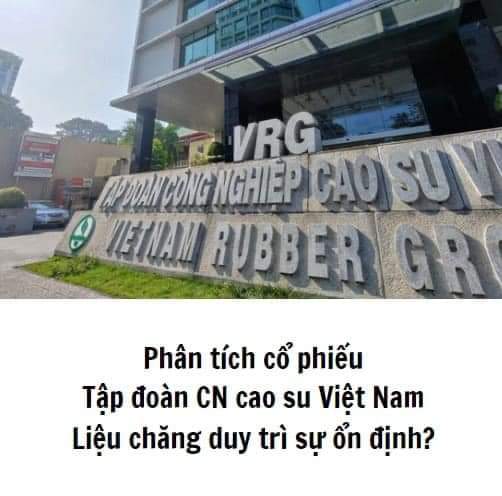 VRG
TẬP ĐOÀN CÔNG NGHIỆP CAO SU VI
VIETNAM RUBBER GRO
Phân tích cổ phiếu
Tập đoàn CN cao su Việt Nam
Liệu chăng duy trì sự ổn định?